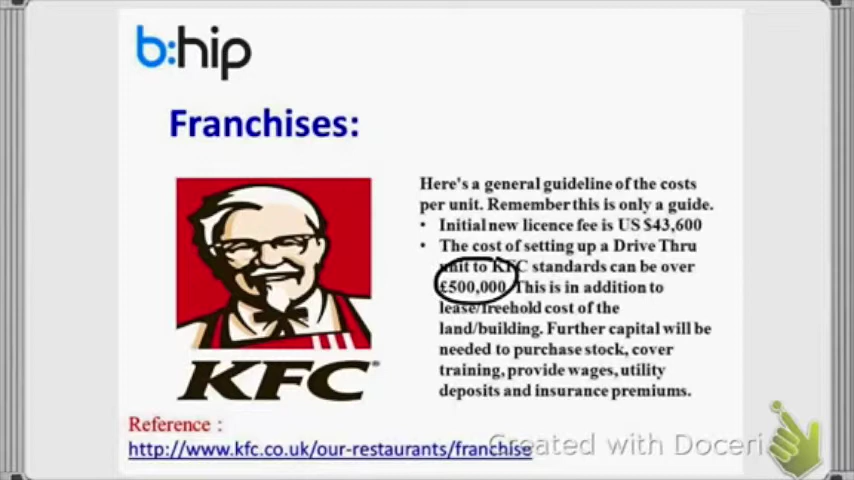 b:hip
Franchises:
Here's a general guideline of the costs
per unit. Remember this is only a guide.
• Initial new licence fee is US $43,600
• The cost of setting up a Drive Thru
unit to KFC standards can be over
£500,000. This is in addition to
lease/freehold cost of the
land/building. Further capital will be
needed to purchase stock, cover
training, provide wages, utility
deposits and insurance premiums.
KFC®
Reference :
http://www.kfc.co.uk/our-restaurants/franchise
Created with Doceri